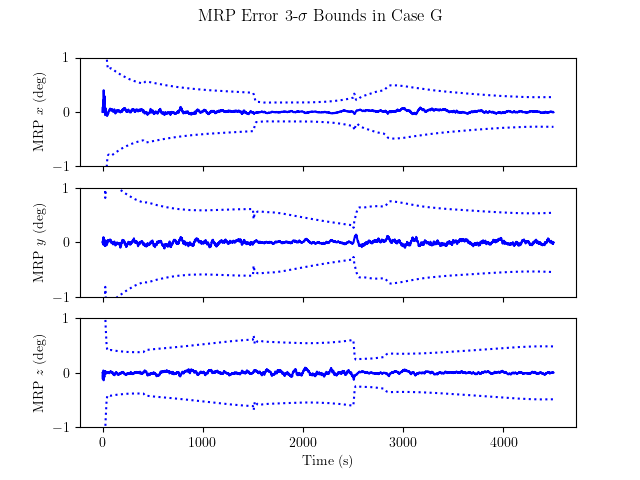 MRP Error 3-σ Bounds in Case G
1
0
−1
MRP x (deg)
1
0
−1
MRP y (deg)
1
0
−1
MRP z (deg)
0 1000 2000 3000 4000
Time (s)